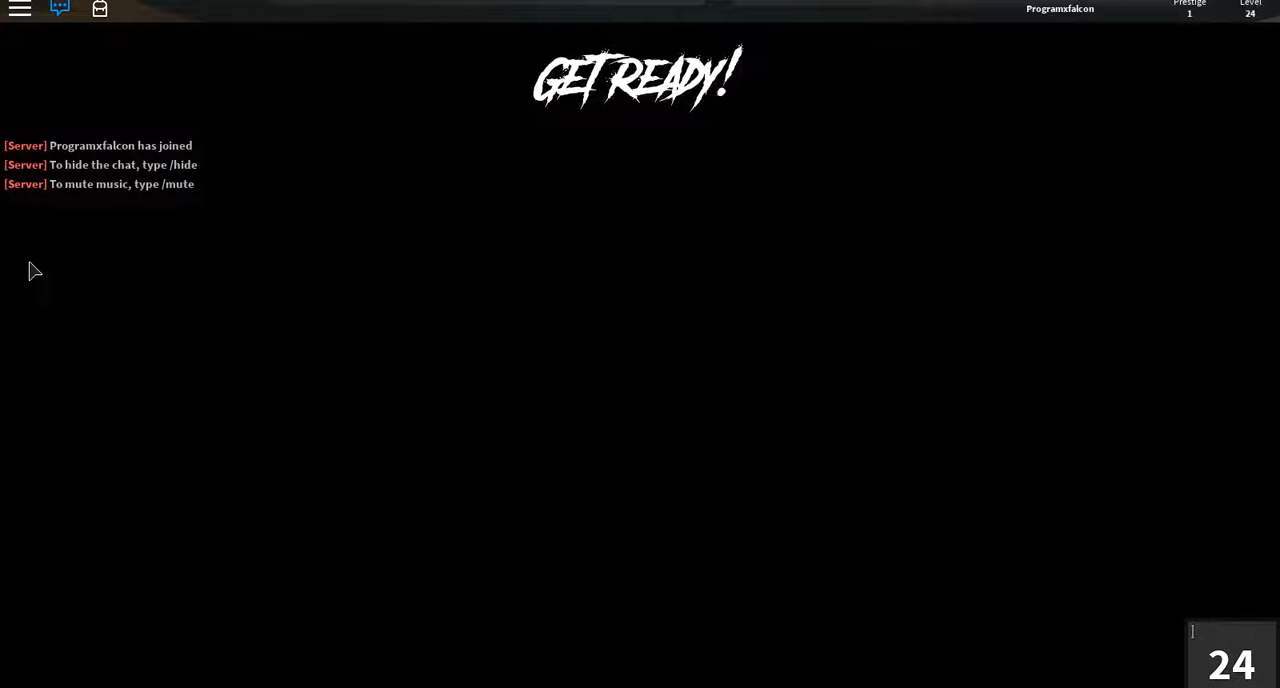 Programxfalcon
Prestige
1
Level
24
GET READY!
[Server] Programxfalcon has joined
[Server] To hide the chat, type /hide
[Server] To mute music, type /mute
24